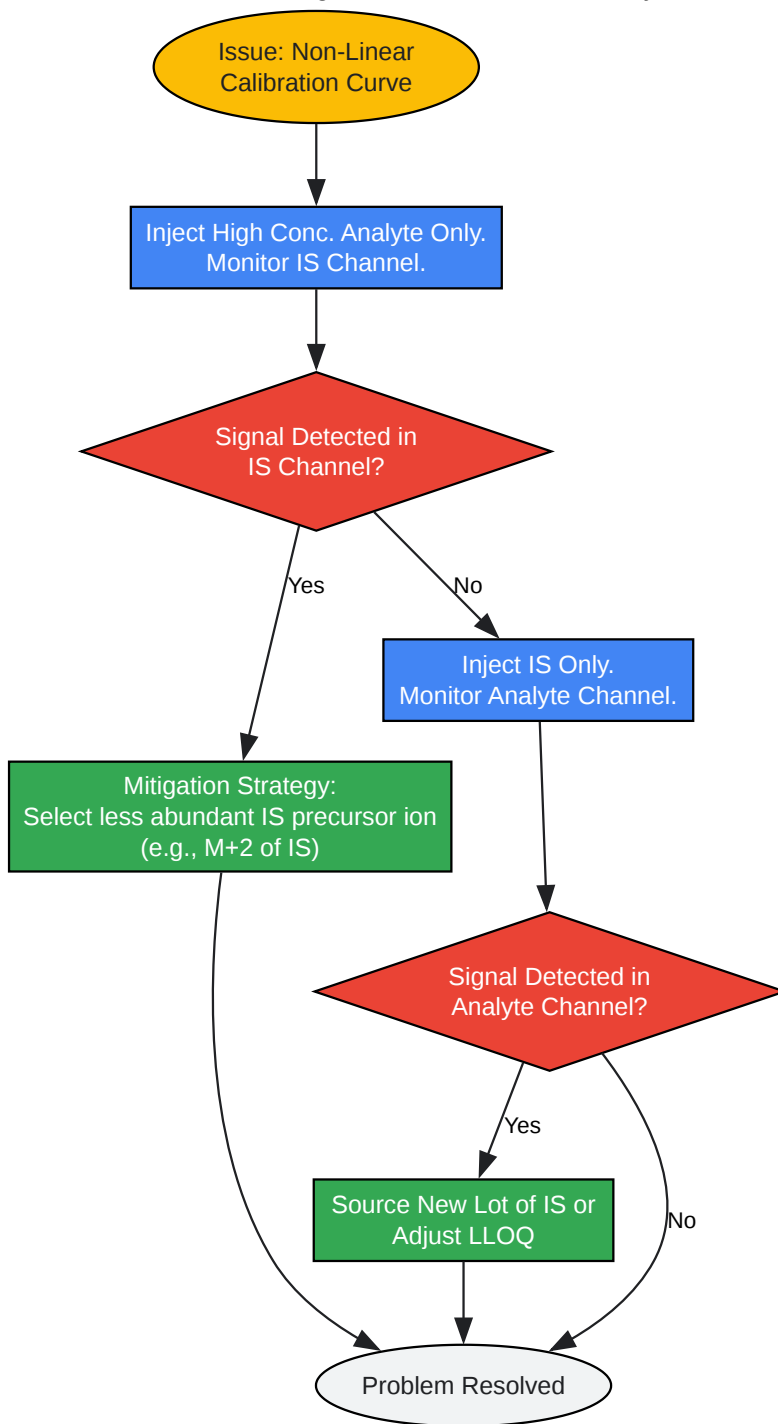 Issue: Non-Linear
Calibration Curve
Inject High Conc. Analyte Only.
Monitor IS Channel.
Signal Detected in
IS Channel?
Yes
No
Inject IS Only.
Monitor Analyte Channel.
Mitigation Strategy:
Select less abundant IS precursor ion
(e.g., M+2 of IS)
Signal Detected in
Analyte Channel?
Yes
Source New Lot of IS or
Adjust LLOQ
No
Problem Resolved